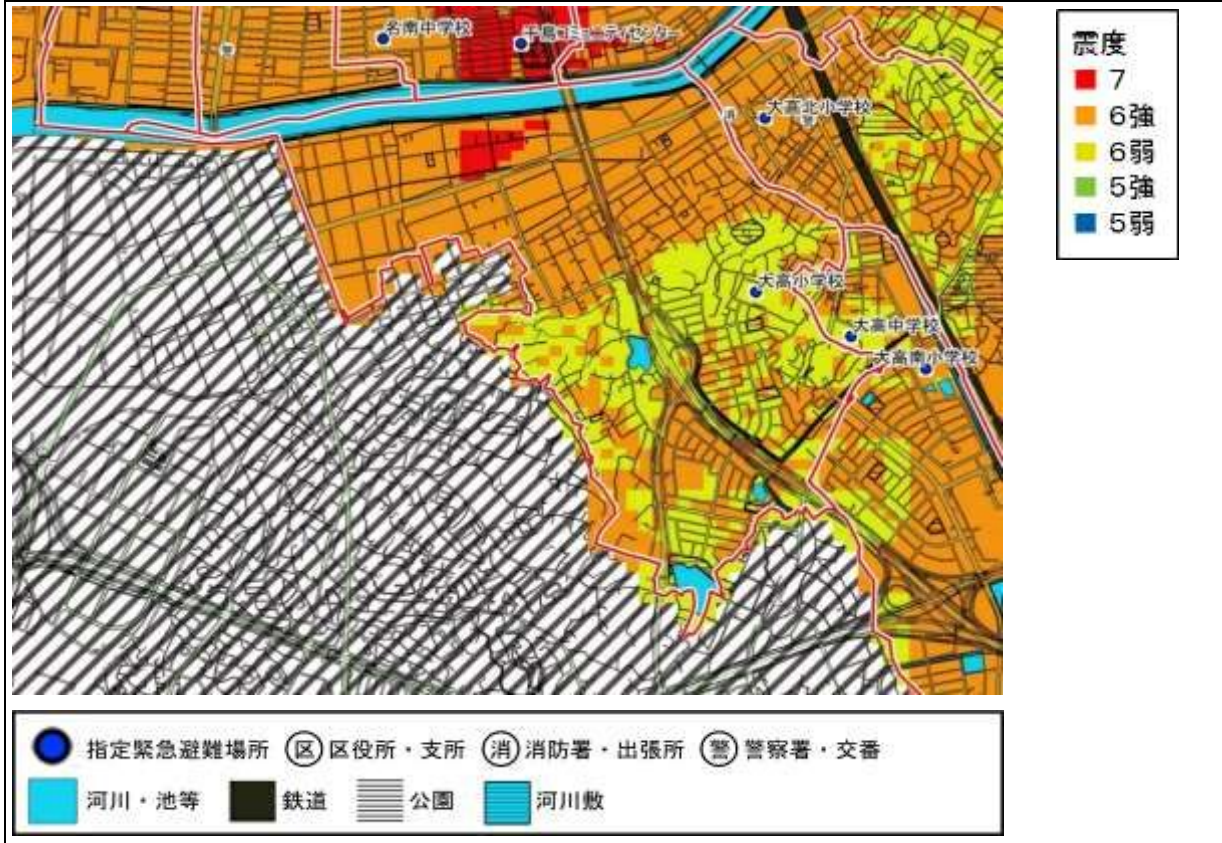 名南中学校
千鳥コミュニティセンター
警
消
大高北小学校
警
大高小学校
大高中学校
大高南小学校
震度
7
6強
6弱
5強
5弱
指定緊急避難場所 区 区役所・支所 消 消防署・出張所 警 警察署・交番
河川・池等 鉄道 公園 河川敷